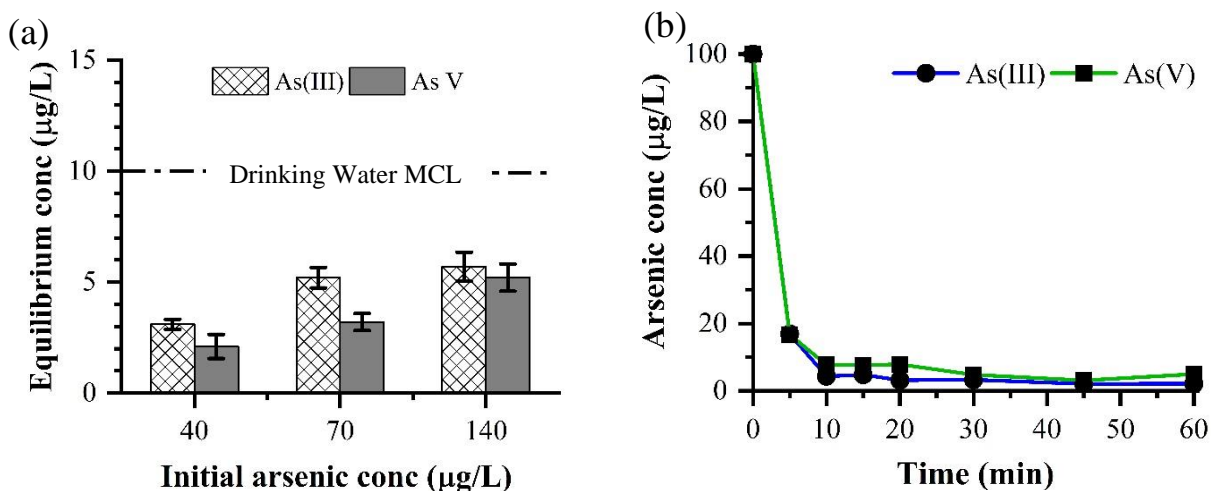 (a)
Equilibrium conc (μg/L)
15
10
5
0
As(III) As V
Drinking Water MCL
40 70 140
Initial arsenic conc (μg/L)
(b)
Arsenic conc (μg/L)
100
80
60
40
20
0
As(III) As(V)
0 10 20 30 40 50 60
Time (min)